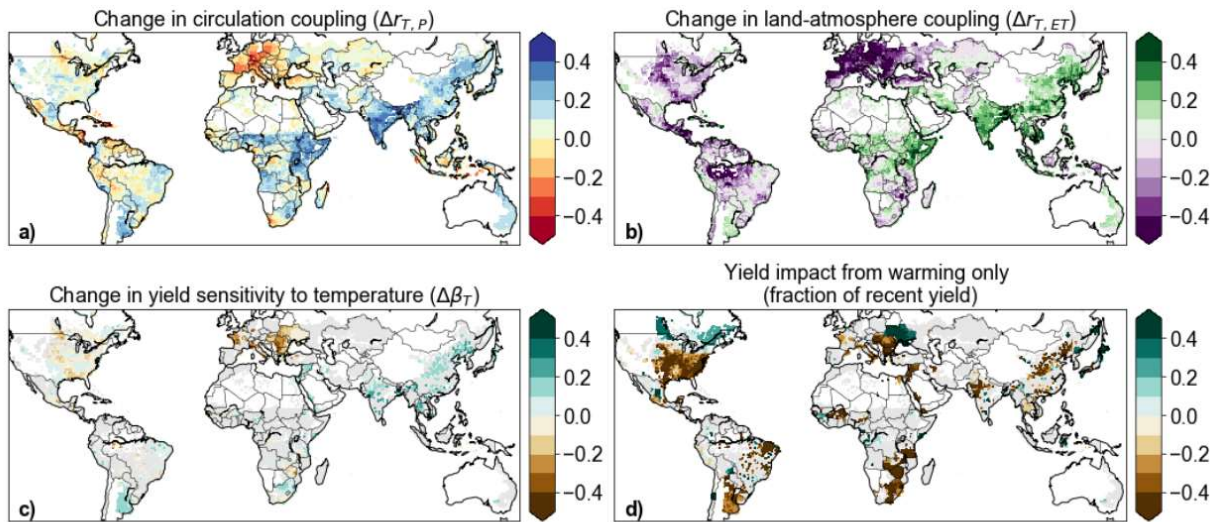 Change in circulation coupling (Δr_{T, P})
0.4
0.2
0.0
−0.2
−0.4
a)
Change in land-atmosphere coupling (Δr_{T, ET})
0.4
0.2
0.0
−0.2
−0.4
b)
Change in yield sensitivity to temperature (Δβ_T)
0.4
0.2
0.0
−0.2
−0.4
c)
Yield impact from warming only
(fraction of recent yield)
0.4
0.2
0.0
−0.2
−0.4
d)